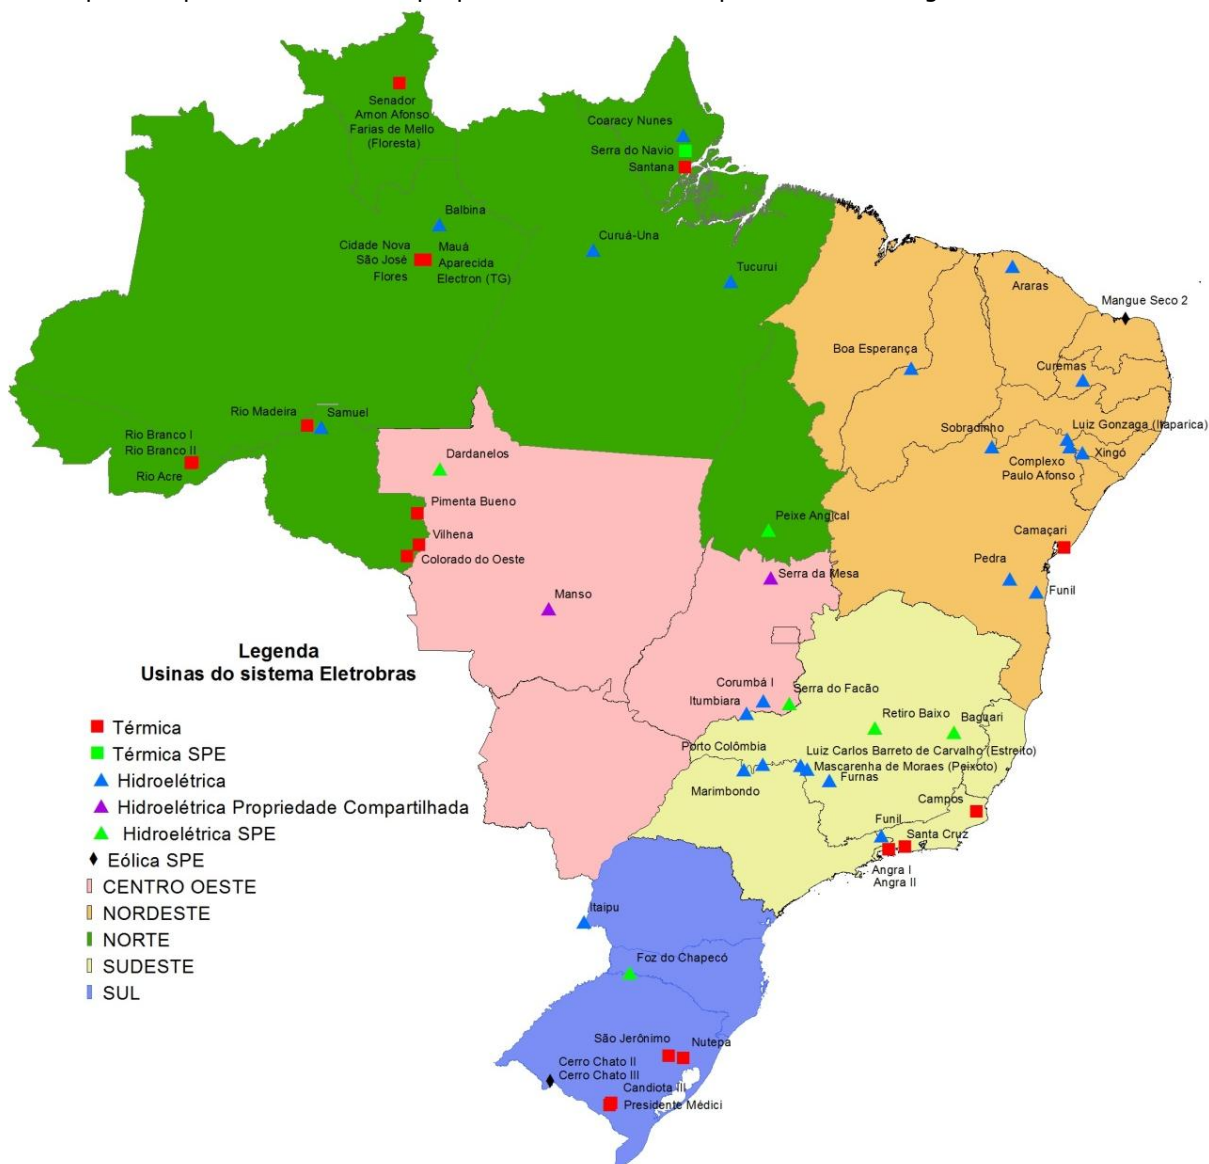 Senador
Arnon Afonso
Farias de Mello
(Floresta)
Coaracy Nunes
Serra do Navio
Santana
Balbina
Cidade Nova
São José
Flores
Mauá
Aparecida
Electron (TG)
Curuá-Una
Tucurui
Araras
Mangue Seco 2
Boa Esperança
Curemas
Rio Madeira
Samuel
Rio Branco I
Rio Branco II
Rio Acre
Sobradinho
Luiz Gonzaga (Itaparica)
Complexo
Paulo Afonso
Xingó
Dardanelos
Pimenta Bueno
Vilhena
Colorado do Oeste
Peixe Angical
Camaçari
Serra da Mesa
Pedra
Funil
Manso
Legenda
Usinas do sistema Eletrobras
Corumbá I
Itumbiara
Serra do Facão
Retiro Baixo
Baguari
Porto Colômbia
Luiz Carlos Barreto de Carvalho (Estreito)
Mascarenha de Moraes (Peixoto)
Furnas
Marimbondo
Campos
Funil
Santa Cruz
Angra I
Angra II
Térmica
Térmica SPE
Hidroelétrica
Hidroelétrica Propriedade Compartilhada
Hidroelétrica SPE
Eólica SPE
CENTRO OESTE
NORDESTE
NORTE
SUDESTE
SUL
Itaipu
Foz do Chapecó
São Jerônimo
Nutepa
Cerro Chato II
Cerro Chato III
Candiota III
Presidente Médici